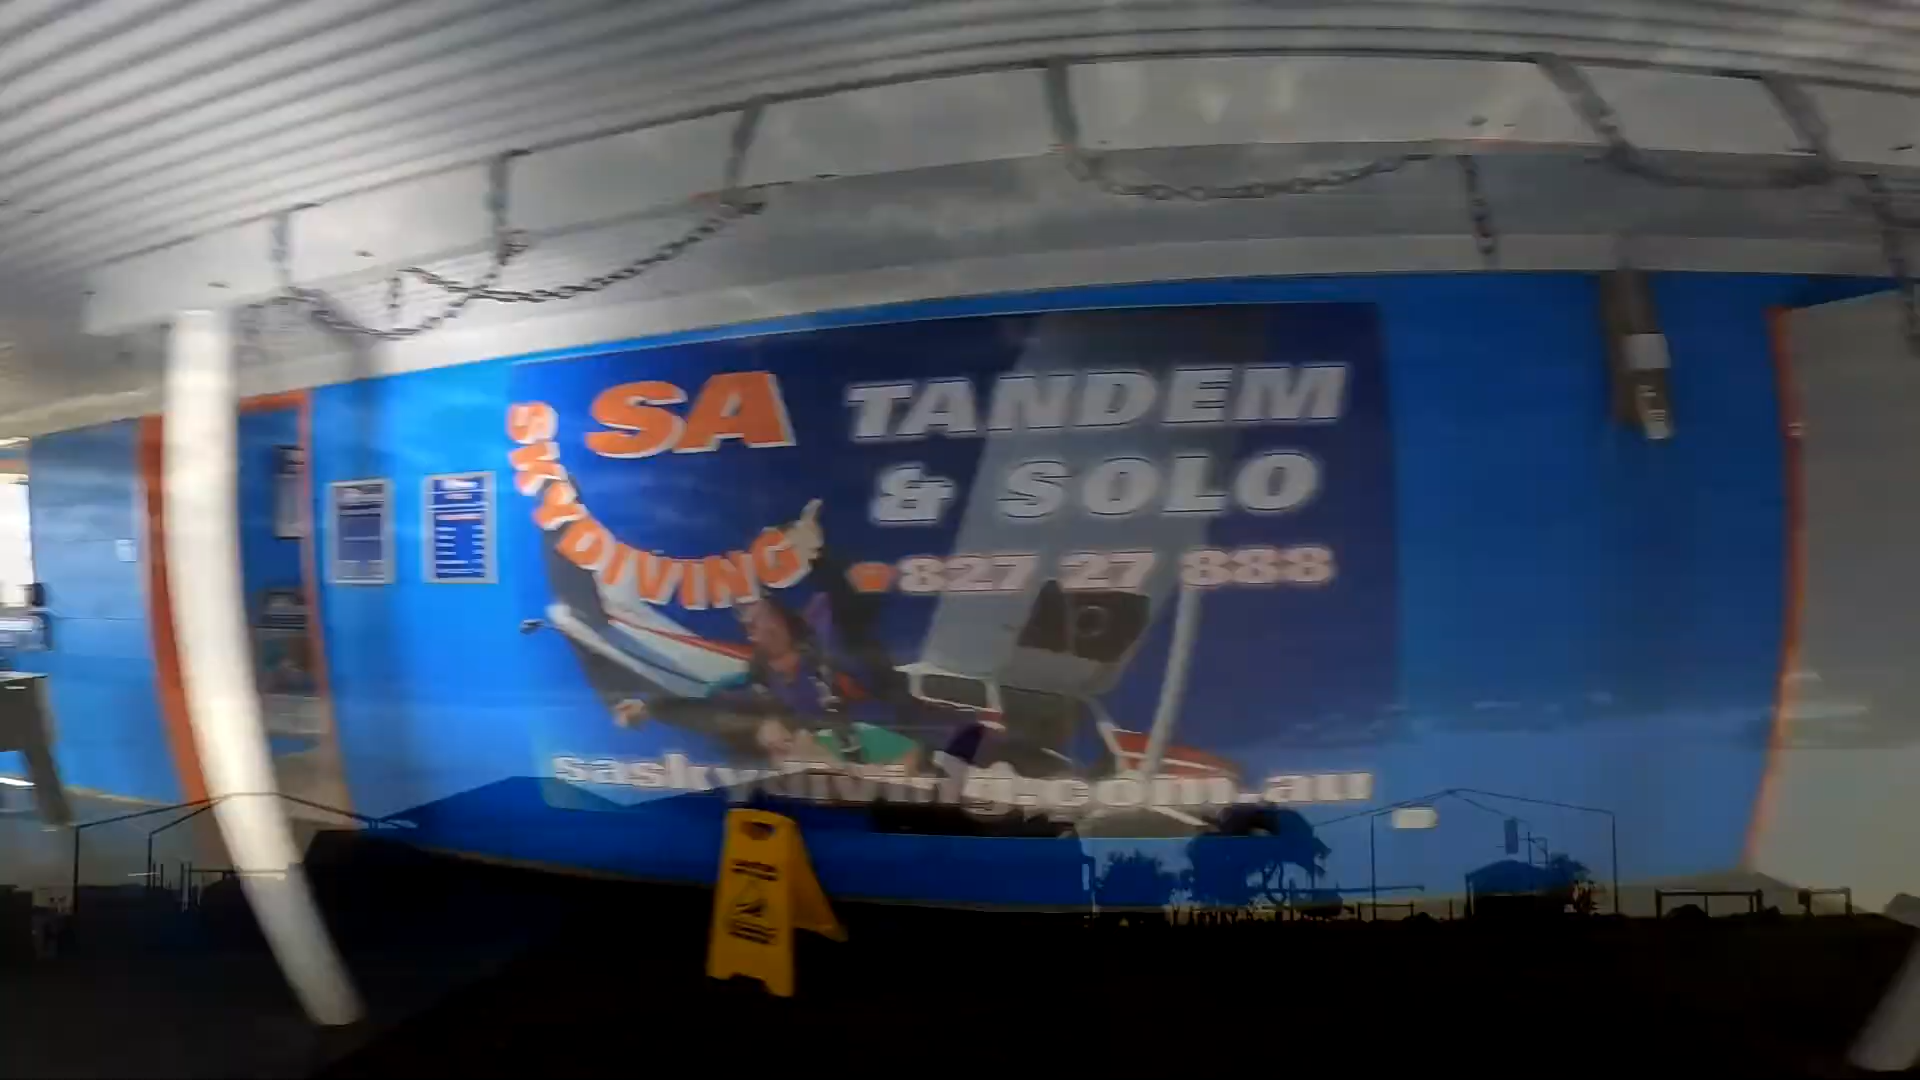 SA
SKYDIVING
TANDEM
& SOLO
827 27 888
saskydiving.com.au